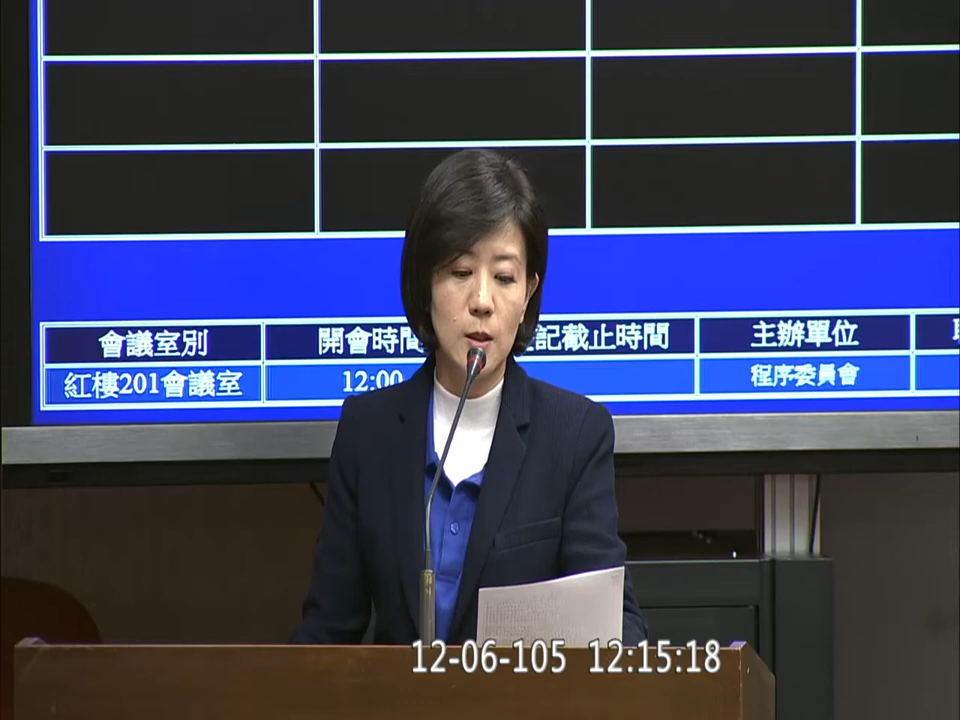 會議室別 開會時間 記截止時間 主辦單位
紅樓201會議室 12:00 程序委員會
12-06-105 12:15:18